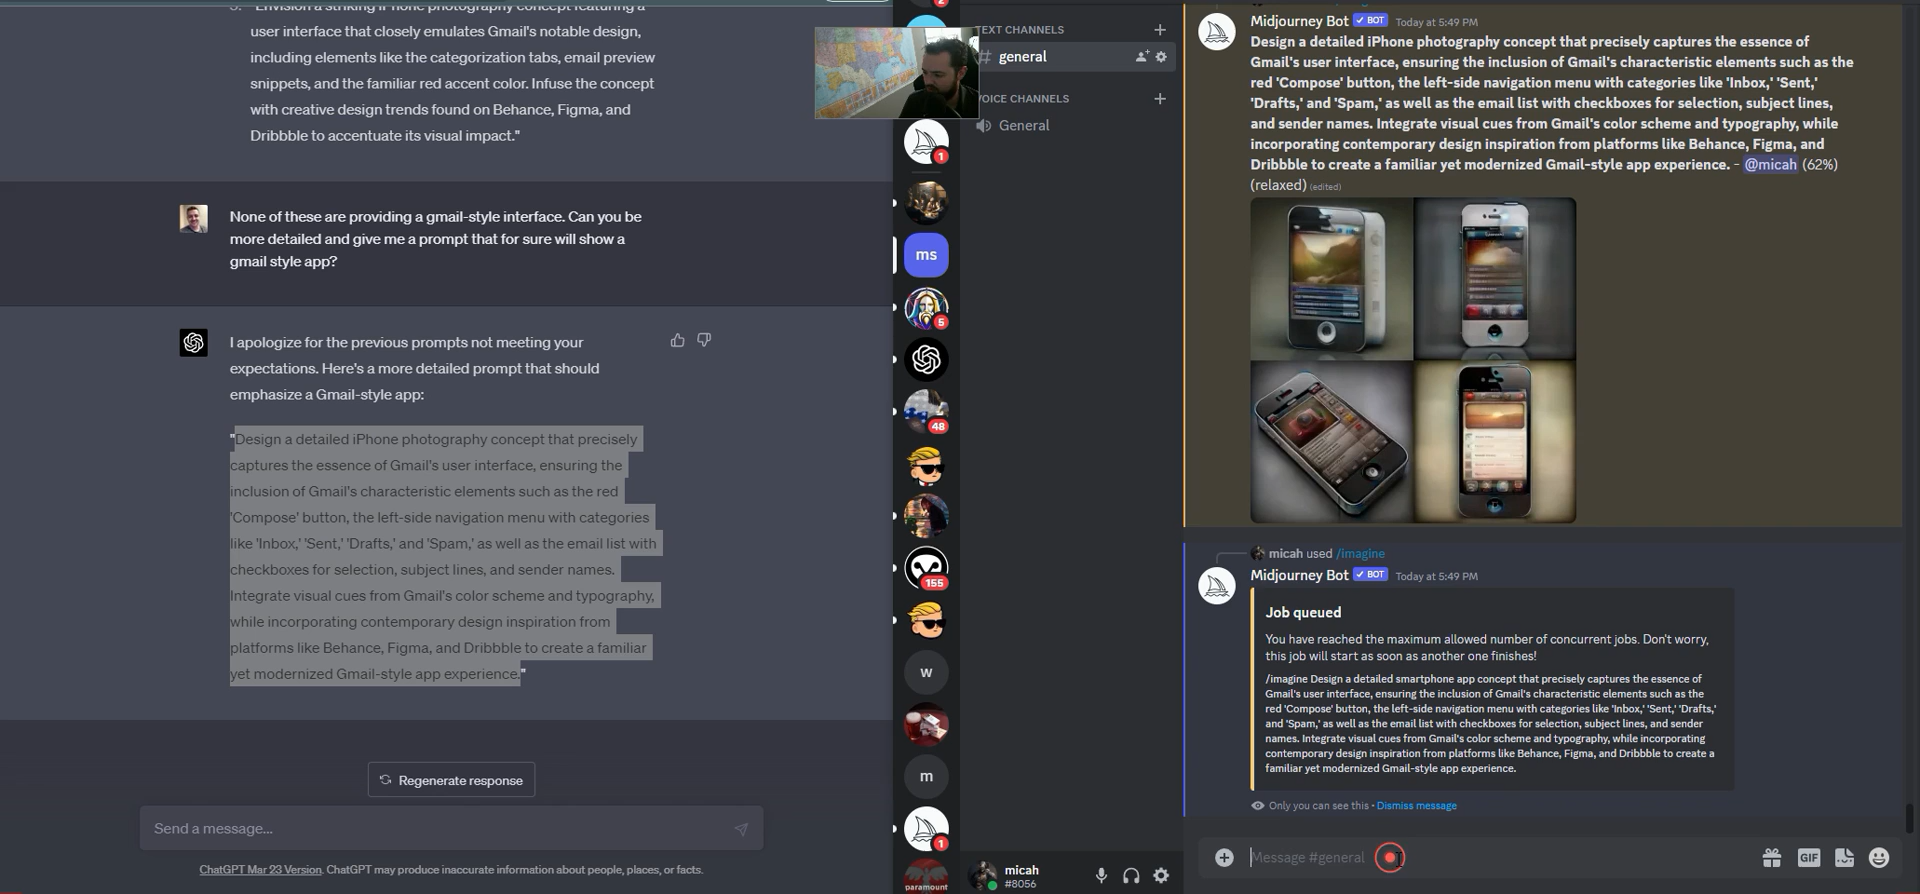 3. "Envision a striking iPhone photography concept featuring a
user interface that closely emulates Gmail's notable design,
including elements like the categorization tabs, email preview
snippets, and the familiar red accent color. Infuse the concept
with creative design trends found on Behance, Figma, and
Dribbble to accentuate its visual impact."
None of these are providing a gmail-style interface. Can you be
more detailed and give me a prompt that for sure will show a
gmail style app?
I apologize for the previous prompts not meeting your
expectations. Here's a more detailed prompt that should
emphasize a Gmail-style app:
"Design a detailed iPhone photography concept that precisely
captures the essence of Gmail's user interface, ensuring the
inclusion of Gmail's characteristic elements such as the red
'Compose' button, the left-side navigation menu with categories
like 'Inbox,' 'Sent,' 'Drafts,' and 'Spam,' as well as the email list with
checkboxes for selection, subject lines, and sender names.
Integrate visual cues from Gmail's color scheme and typography,
while incorporating contemporary design inspiration from
platforms like Behance, Figma, and Dribbble to create a familiar
yet modernized Gmail-style app experience."
Regenerate response
Send a message...
ChatGPT Mar 23 Version. ChatGPT may produce inaccurate information about people, places, or facts.
2
1
ms
5
48
155
w
m
1
paramount
TEXT CHANNELS
general
VOICE CHANNELS
General
micah
#8056
Midjourney Bot ✓ BOT Today at 5:49 PM
Design a detailed iPhone photography concept that precisely captures the essence of
Gmail's user interface, ensuring the inclusion of Gmail's characteristic elements such as the
red 'Compose' button, the left-side navigation menu with categories like 'Inbox,' 'Sent,'
'Drafts,' and 'Spam,' as well as the email list with checkboxes for selection, subject lines,
and sender names. Integrate visual cues from Gmail's color scheme and typography, while
incorporating contemporary design inspiration from platforms like Behance, Figma, and
Dribbble to create a familiar yet modernized Gmail-style app experience. - @micah (62%)
(relaxed) (edited)
micah used /imagine
Midjourney Bot ✓ BOT Today at 5:49 PM
Job queued
You have reached the maximum allowed number of concurrent jobs. Don't worry,
this job will start as soon as another one finishes!
/imagine Design a detailed smartphone app concept that precisely captures the essence of
Gmail's user interface, ensuring the inclusion of Gmail's characteristic elements such as the
red 'Compose' button, the left-side navigation menu with categories like 'Inbox,' 'Sent,' 'Drafts,'
and 'Spam,' as well as the email list with checkboxes for selection, subject lines, and sender
names. Integrate visual cues from Gmail's color scheme and typography, while incorporating
contemporary design inspiration from platforms like Behance, Figma, and Dribbble to create a
familiar yet modernized Gmail-style app experience.
Only you can see this • Dismiss message
Message #general
GIF